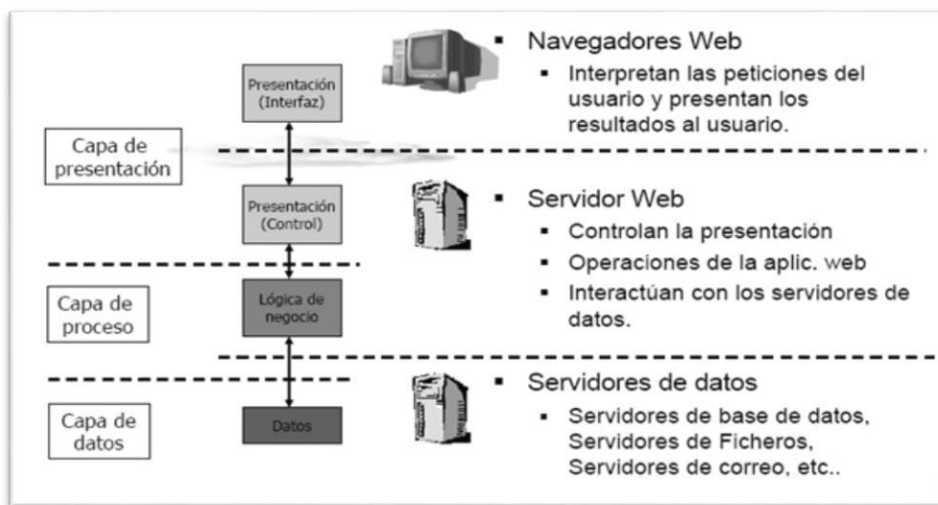 Capa de
presentación
Capa de
proceso
Capa de
datos
Presentación
(Interfaz)
Presentación
(Control)
Lógica de
negocio
Datos
▪ Navegadores Web
▪ Interpretan las peticiones del
usuario y presentan los
resultados al usuario.
▪ Servidor Web
▪ Controlan la presentación
▪ Operaciones de la aplic. web
▪ Interactúan con los servidores de
datos.
▪ Servidores de datos
▪ Servidores de base de datos,
Servidores de Ficheros,
Servidores de correo, etc..